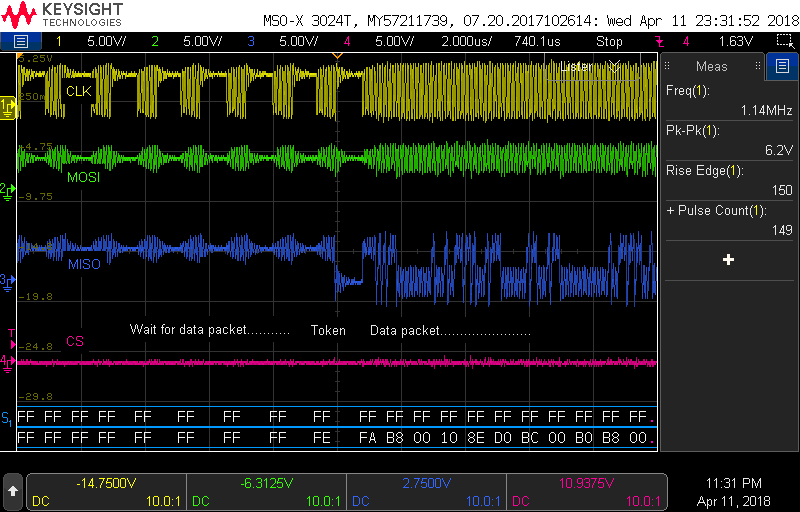 KEYSIGHT
TECHNOLOGIES
MSO-X 3024T, MY57211739, 07.20.2017102614: Wed Apr 11 23:31:52 2018
1 5.00V/ 2 5.00V/ 3 5.00V/ 4 5.00V/ 2.000us/ 740.1us Stop 4 1.63V
Meas
Freq(1):
1.14MHz
Pk-Pk(1):
6.2V
Rise Edge(1):
150
+ Pulse Count(1):
149
5.25V
Lister
1
CLK
250m
-4.75
MOSI
2
-9.75
MISO
3
-19.8
Wait for data packet........... Token Data packet.......................
T
CS
-24.8
4
-29.8
S1
FF FF FF FF FF FF FF FF FF FF FF FF FF FF FF FF FF FF FF FF
FF FF FF FF FF FF FF FF FE FA B8 00 10 8E D0 BC 00 B0 B8 00
-14.7500V -6.3125V 2.7500V 10.9375V
DC 10.0:1 DC 10.0:1 DC 10.0:1 DC 10.0:1
11:31 PM
Apr 11, 2018